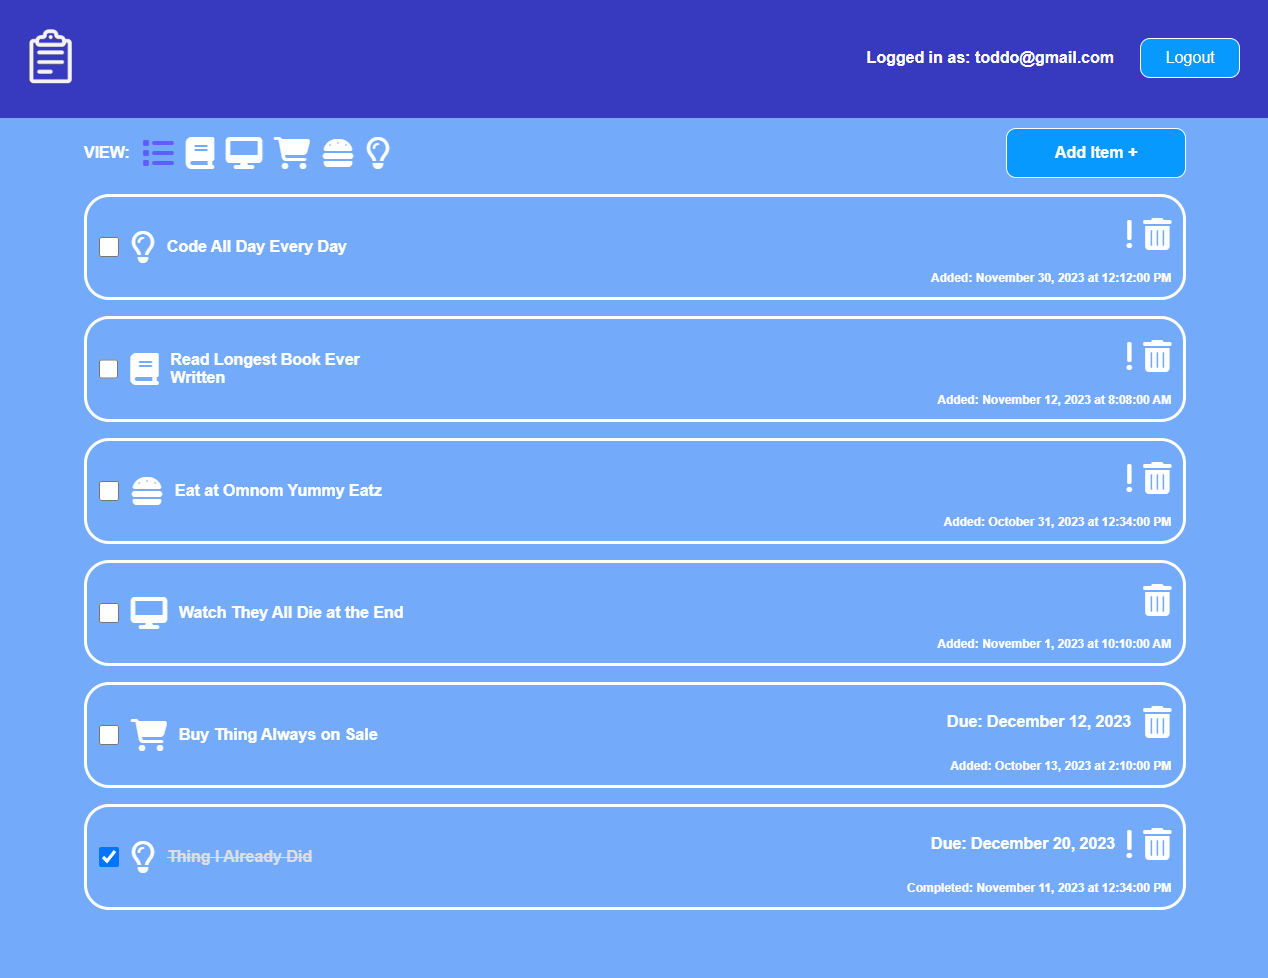 Logged in as: toddo@gmail.com
Logout
VIEW:
Add Item +
Code All Day Every Day
Added: November 30, 2023 at 12:12:00 PM
Read Longest Book Ever
Written
Added: November 12, 2023 at 8:08:00 AM
Eat at Omnom Yummy Eatz
Added: October 31, 2023 at 12:34:00 PM
Watch They All Die at the End
Added: November 1, 2023 at 10:10:00 AM
Buy Thing Always on Sale
Due: December 12, 2023
Added: October 13, 2023 at 2:10:00 PM
Thing I Already Did
Due: December 20, 2023
Completed: November 11, 2023 at 12:34:00 PM